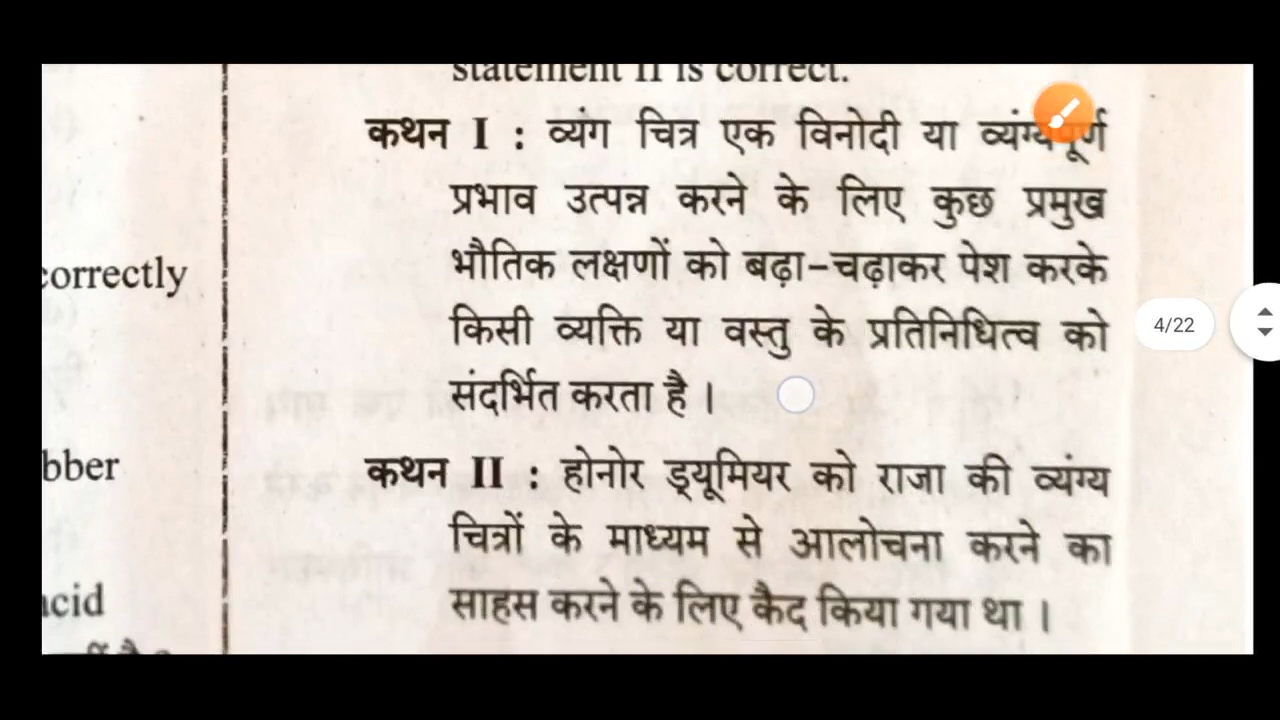 statement II is correct.
कथन I : व्यंग चित्र एक विनोदी या व्यंग्यपूर्ण
प्रभाव उत्पन्न करने के लिए कुछ प्रमुख
भौतिक लक्षणों को बढ़ा-चढ़ाकर पेश करके
correctly
किसी व्यक्ति या वस्तु के प्रतिनिधित्व को
4/22
संदर्भित करता है ।
bber
कथन II : होनोर ड्यूमियर को राजा की व्यंग्य
चित्रों के माध्यम से आलोचना करने का
acid
साहस करने के लिए कैद किया गया था ।